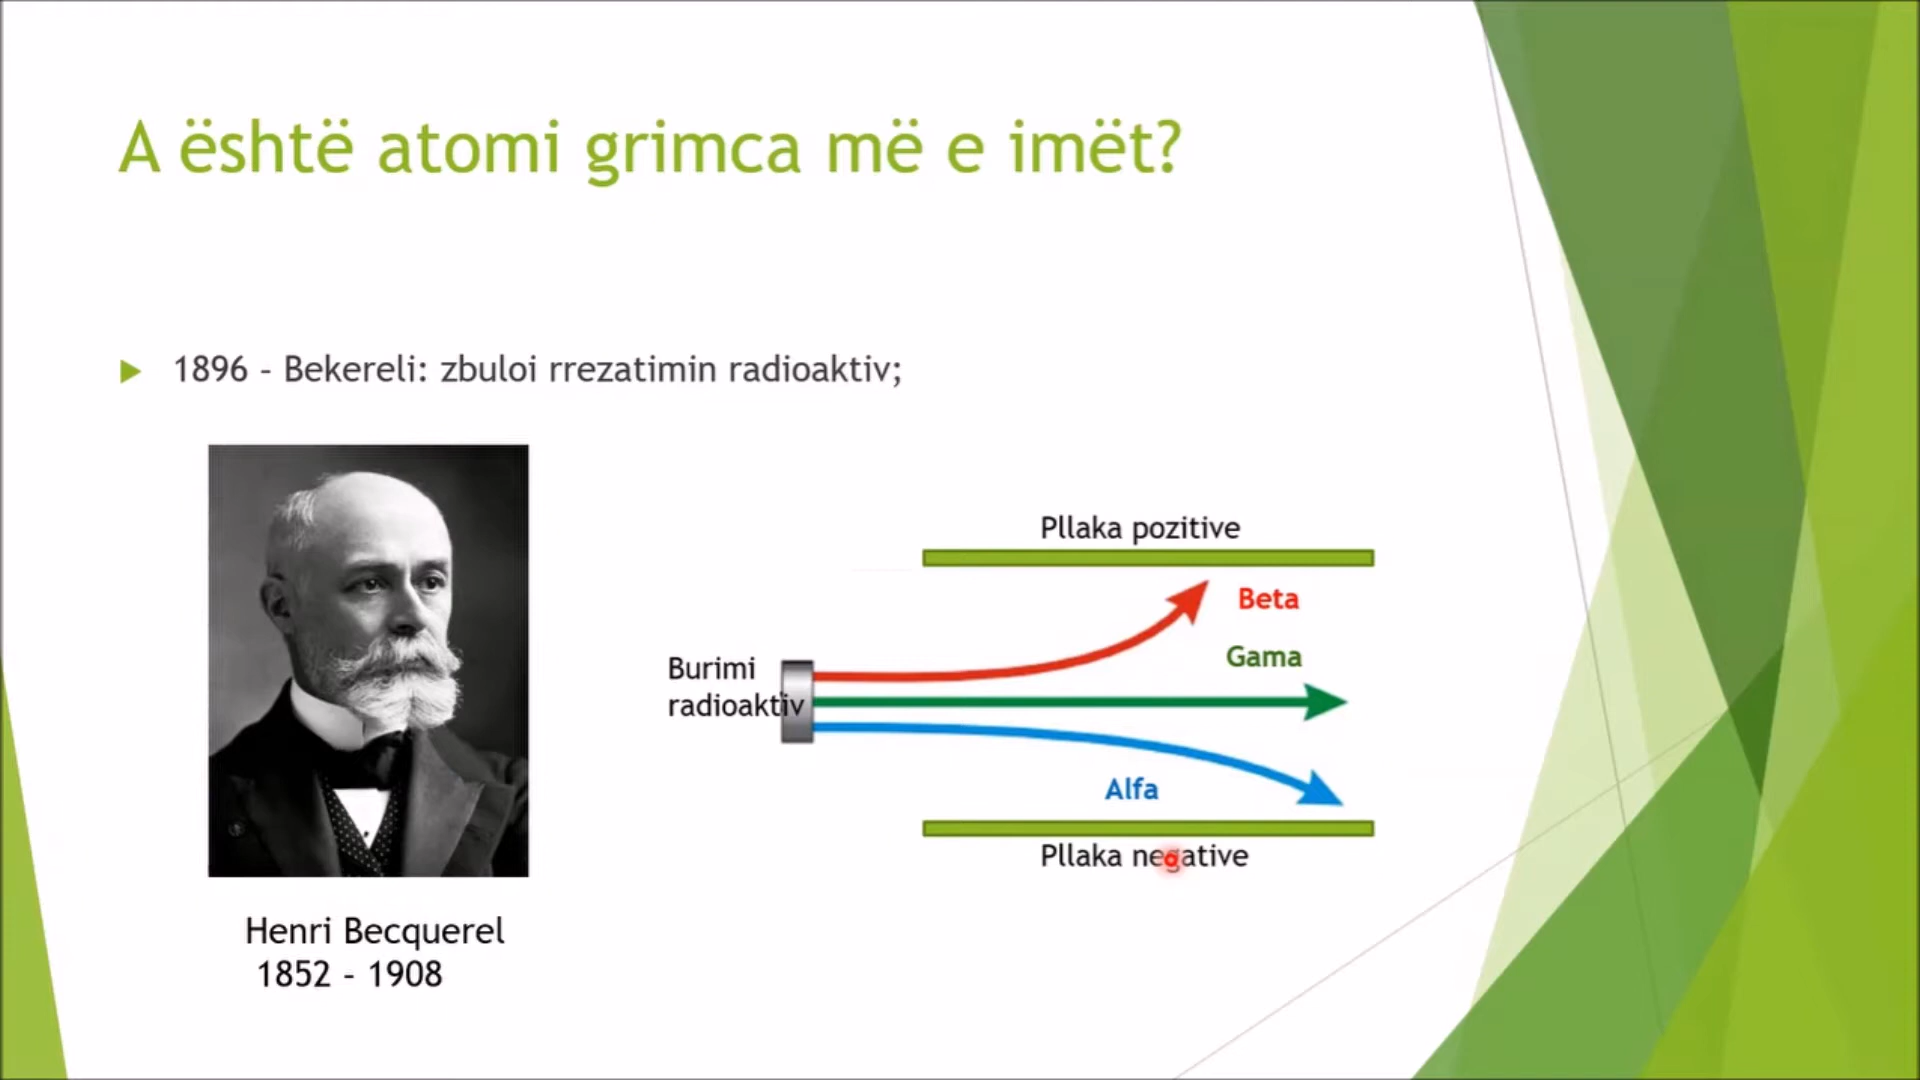 A është atomi grimca më e imët?
1896 - Bekereli: zbuloi rrezatimin radioaktiv;
Pllaka pozitive
Beta
Gama
Burimi
radioaktiv
Alfa
Pllaka negative
Henri Becquerel
1852 - 1908